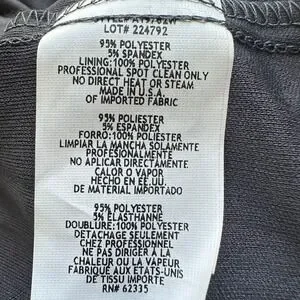 LOT# 224792
95% POLYESTER
5% SPANDEX
LINING: 100% POLYESTER
PROFESSIONAL SPOT CLEAN ONLY
NO DIRECT HEAT OR STEAM
MADE IN U.S.A.
OF IMPORTED FABRIC
95% POLYESTER
5% ESPANDEX
FORRO: 100% POLIESTER
LIMPIAR LA MANCHA SOLAMENTE
PROFESIONALMENTE
NO APLICAR DIRECTAMENTE.
CALOR O VAPOR
HECHO EN EE.UU.
DE MATERIAL IMPORTADO
95% POLYESTER
5% ELASTHANNE
DOUBLURE: 100% POLYESTER
DETACHAGE SEULEMENT
CHEZ PROFESSIONNEL
NE PAS DIRIGER A LA
CHALEUR OU LA VAPEUR
FABRIQUÉ AUX ETATS-UNIS
DE TISSU IMPORTE
RN# 62335